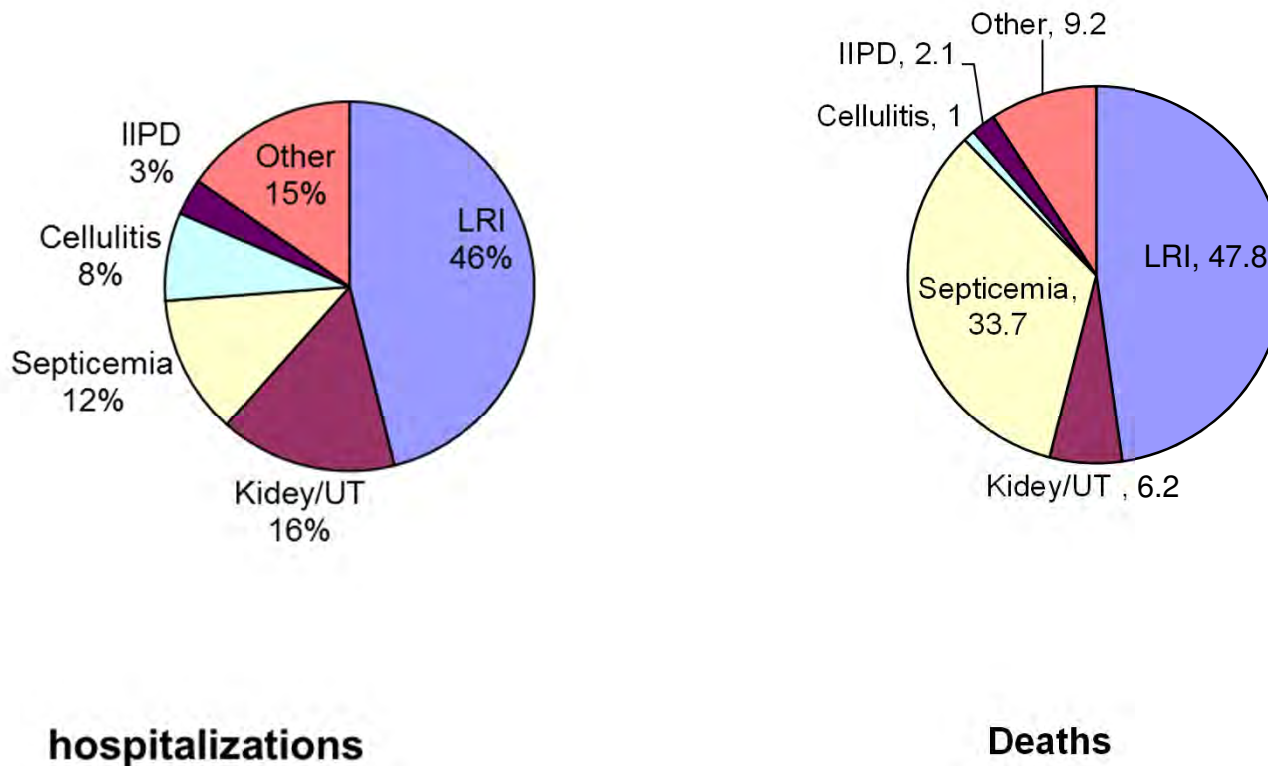 IIPD
3%
Other
15%
LRI
46%
Cellulitis
8%
Septicemia
12%
Kidey/UT
16%
hospitalizations
Other, 9.2
IIPD, 2.1
Cellulitis, 1
LRI, 47.8
Septicemia,
33.7
Kidey/UT , 6.2
Deaths